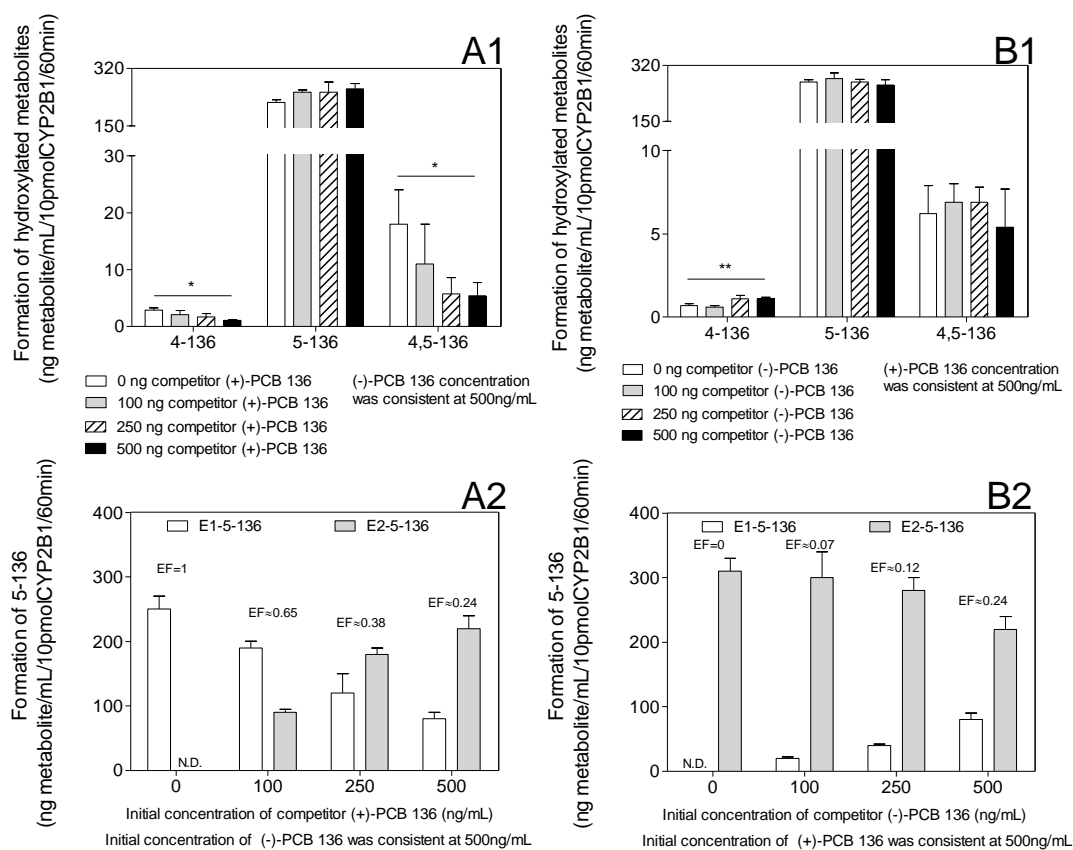 A1
Formation of hydroxylated metabolites
(ng metabolite/mL/10pmolCYP2B1/60min)
320
150
30
20
10
0
*
*
4-136
5-136
4,5-136
0 ng competitor (+)-PCB 136
100 ng competitor (+)-PCB 136
250 ng competitor (+)-PCB 136
500 ng competitor (+)-PCB 136
(-)-PCB 136 concentration
was consistent at 500ng/mL
B1
Formation of hydroxylated metabolites
(ng metabolite/mL/10pmolCYP2B1/60min)
320
150
10
5
0
**
4-136
5-136
4,5-136
0 ng competitor (-)-PCB 136
100 ng competitor (-)-PCB 136
250 ng competitor (-)-PCB 136
500 ng competitor (-)-PCB 136
(+)-PCB 136 concentration
was consistent at 500ng/mL
A2
Formation of 5-136
(ng metabolite/mL/10pmolCYP2B1/60min)
400
300
200
100
0
E1-5-136
E2-5-136
EF=1
EF≈0.65
EF≈0.38
EF≈0.24
N.D.
0
100
250
500
Initial concentration of competitor (+)-PCB 136 (ng/mL)
Initial concentration of (-)-PCB 136 was consistent at 500ng/mL
B2
Formation of 5-136
(ng metabolite/mL/10pmolCYP2B1/60min)
400
300
200
100
0
E1-5-136
E2-5-136
EF=0
EF≈0.07
EF≈0.12
EF≈0.24
N.D.
0
100
250
500
Initial concentration of competitor (-)-PCB 136 (ng/mL)
Initial concentration of (+)-PCB 136 was consistent at 500ng/mL